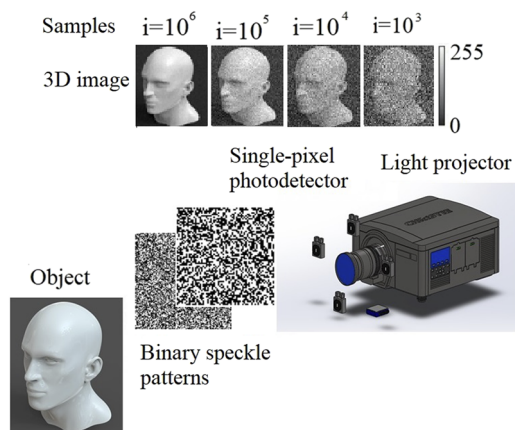 Samples i=10⁶ i=10⁵ i=10⁴ i=10³
3D image
255
0
Single-pixel
photodetector
Light projector
Object
Binary speckle
patterns